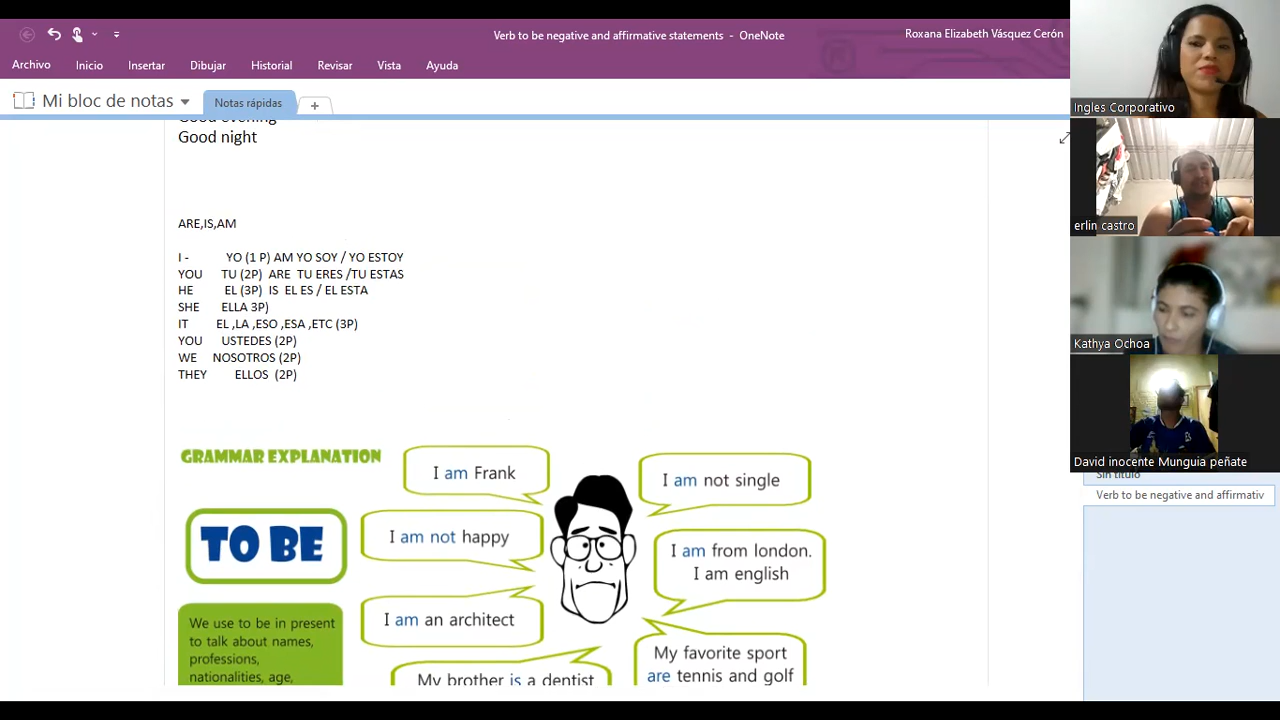 Verb to be negative and affirmative statements - OneNote
Roxana Elizabeth Vásquez Cerón
Archivo Inicio Insertar Dibujar Historial Revisar Vista Ayuda
Mi bloc de notas
Notas rápidas
+
Good evening
Good night
ARE,IS,AM
I - YO (1 P) AM YO SOY / YO ESTOY
YOU TU (2P) ARE TU ERES /TU ESTAS
HE EL (3P) IS EL ES / EL ESTA
SHE ELLA 3P)
IT EL ,LA ,ESO ,ESA ,ETC (3P)
YOU USTEDES (2P)
WE NOSOTROS (2P)
THEY ELLOS (2P)
GRAMMAR EXPLANATION
TO BE
We use to be in present
to talk about names,
professions,
nationalities, age,
I am Frank
I am not happy
I am an architect
My brother is a dentist
I am not single
I am from london.
I am english
My favorite sport
are tennis and golf
Ingles Corporativo
erlin castro
Kathya Ochoa
David inocente Munguia peñate
Sin título
Verb to be negative and affirmativ